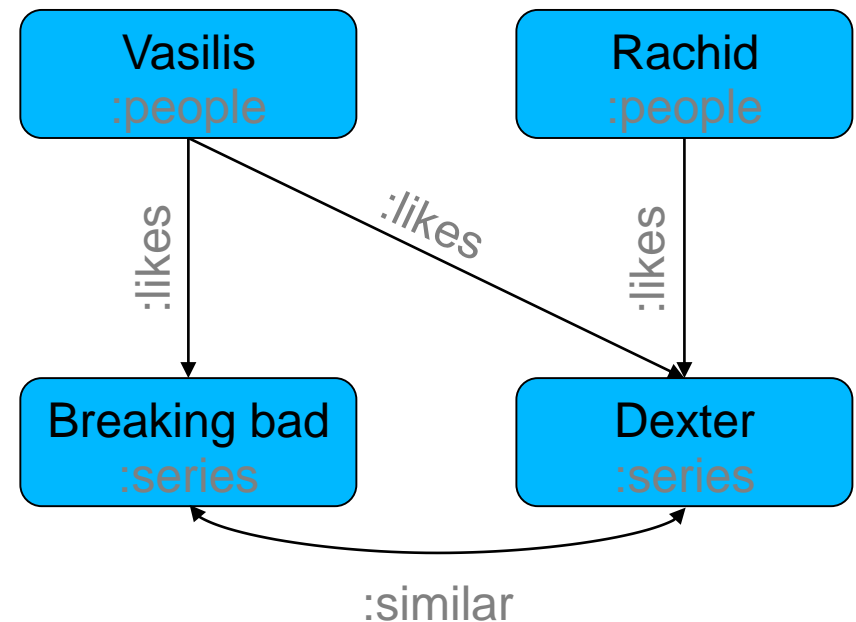 Vasilis
:people
Rachid
:people
:likes
:likes
:likes
Breaking bad
:series
Dexter
:series
:similar